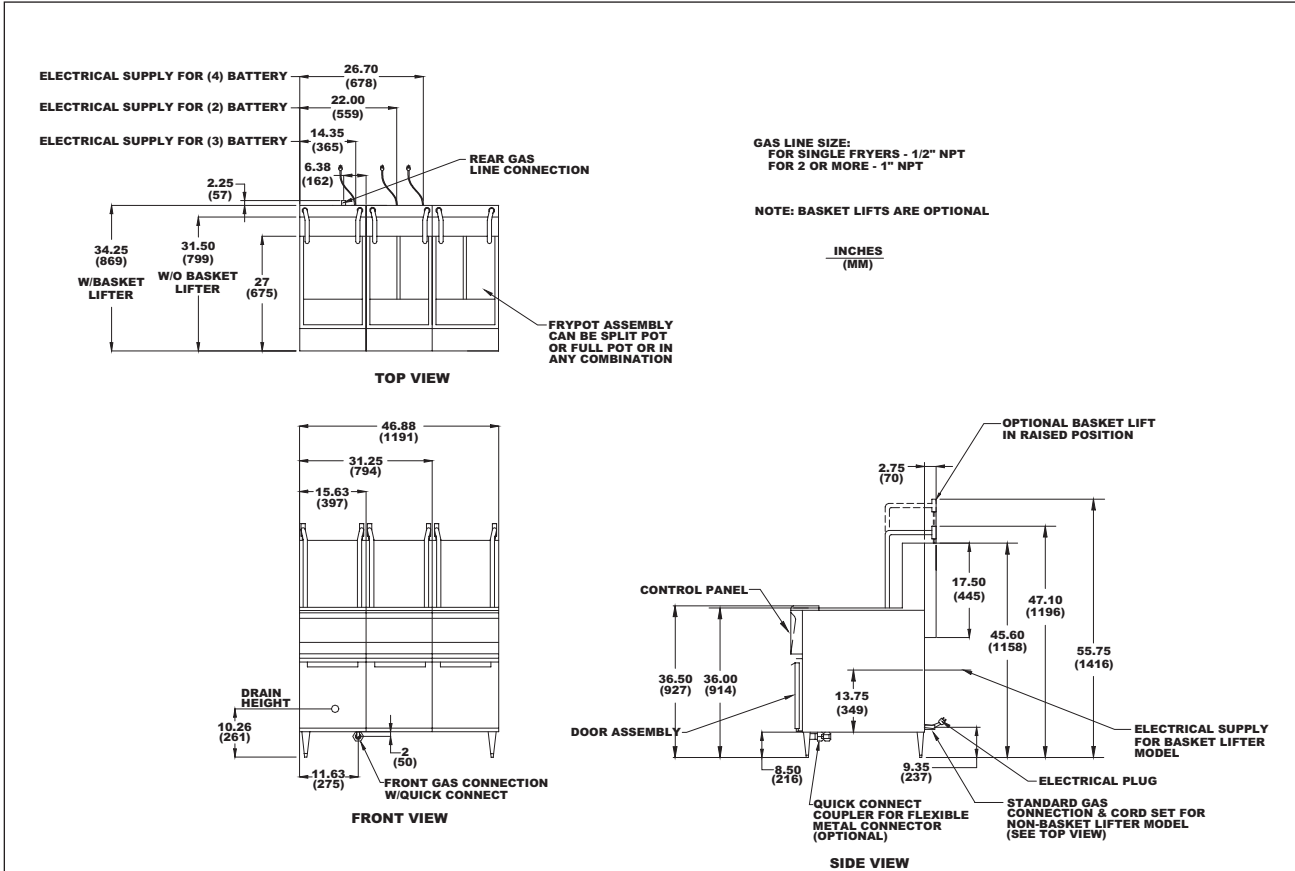 ELECTRICAL SUPPLY FOR (4) BATTERY
26.70
(678)
ELECTRICAL SUPPLY FOR (2) BATTERY
22.00
(559)
ELECTRICAL SUPPLY FOR (3) BATTERY
14.35
(365)
6.38
(162)
REAR GAS
LINE CONNECTION
2.25
(57)
34.25
(869)
W/BASKET
LIFTER
31.50
(799)
W/O BASKET
LIFTER
27
(675)
FRYPOT ASSEMBLY
CAN BE SPLIT POT
OR FULL POT OR IN
ANY COMBINATION
TOP VIEW
GAS LINE SIZE:
FOR SINGLE FRYERS - 1/2" NPT
FOR 2 OR MORE - 1" NPT
NOTE: BASKET LIFTS ARE OPTIONAL
INCHES
(MM)
46.88
(1191)
31.25
(794)
15.63
(397)
DRAIN
HEIGHT
10.26
(261)
11.63
(275)
2
(50)
FRONT GAS CONNECTION
W/QUICK CONNECT
FRONT VIEW
OPTIONAL BASKET LIFT
IN RAISED POSITION
2.75
(70)
CONTROL PANEL
17.50
(445)
47.10
(1196)
45.60
(1158)
55.75
(1416)
36.50
(927)
36.00
(914)
13.75
(349)
DOOR ASSEMBLY
8.50
(216)
9.35
(237)
ELECTRICAL SUPPLY
FOR BASKET LIFTER
MODEL
ELECTRICAL PLUG
QUICK CONNECT
COUPLER FOR FLEXIBLE
METAL CONNECTOR
(OPTIONAL)
STANDARD GAS
CONNECTION & CORD SET FOR
NON-BASKET LIFTER MODEL
(SEE TOP VIEW)
SIDE VIEW